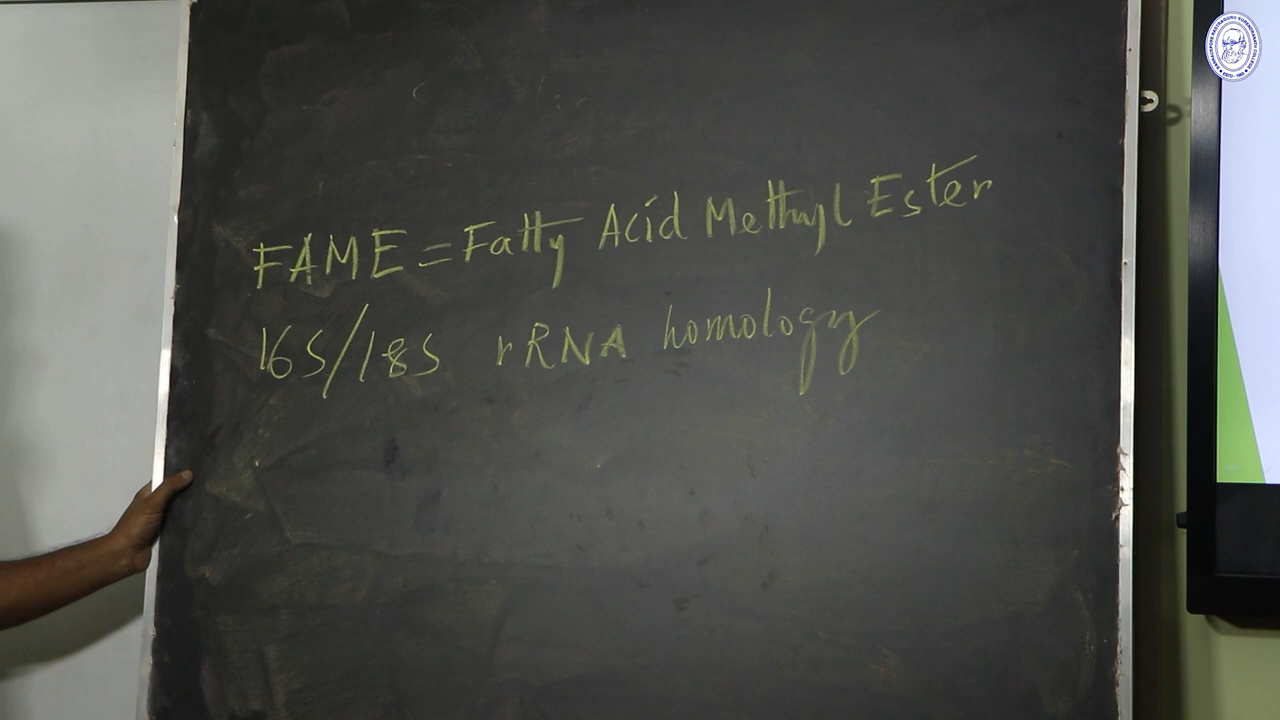 FAME = Fatty Acid Methyl Ester
16S/18S rRNA homology